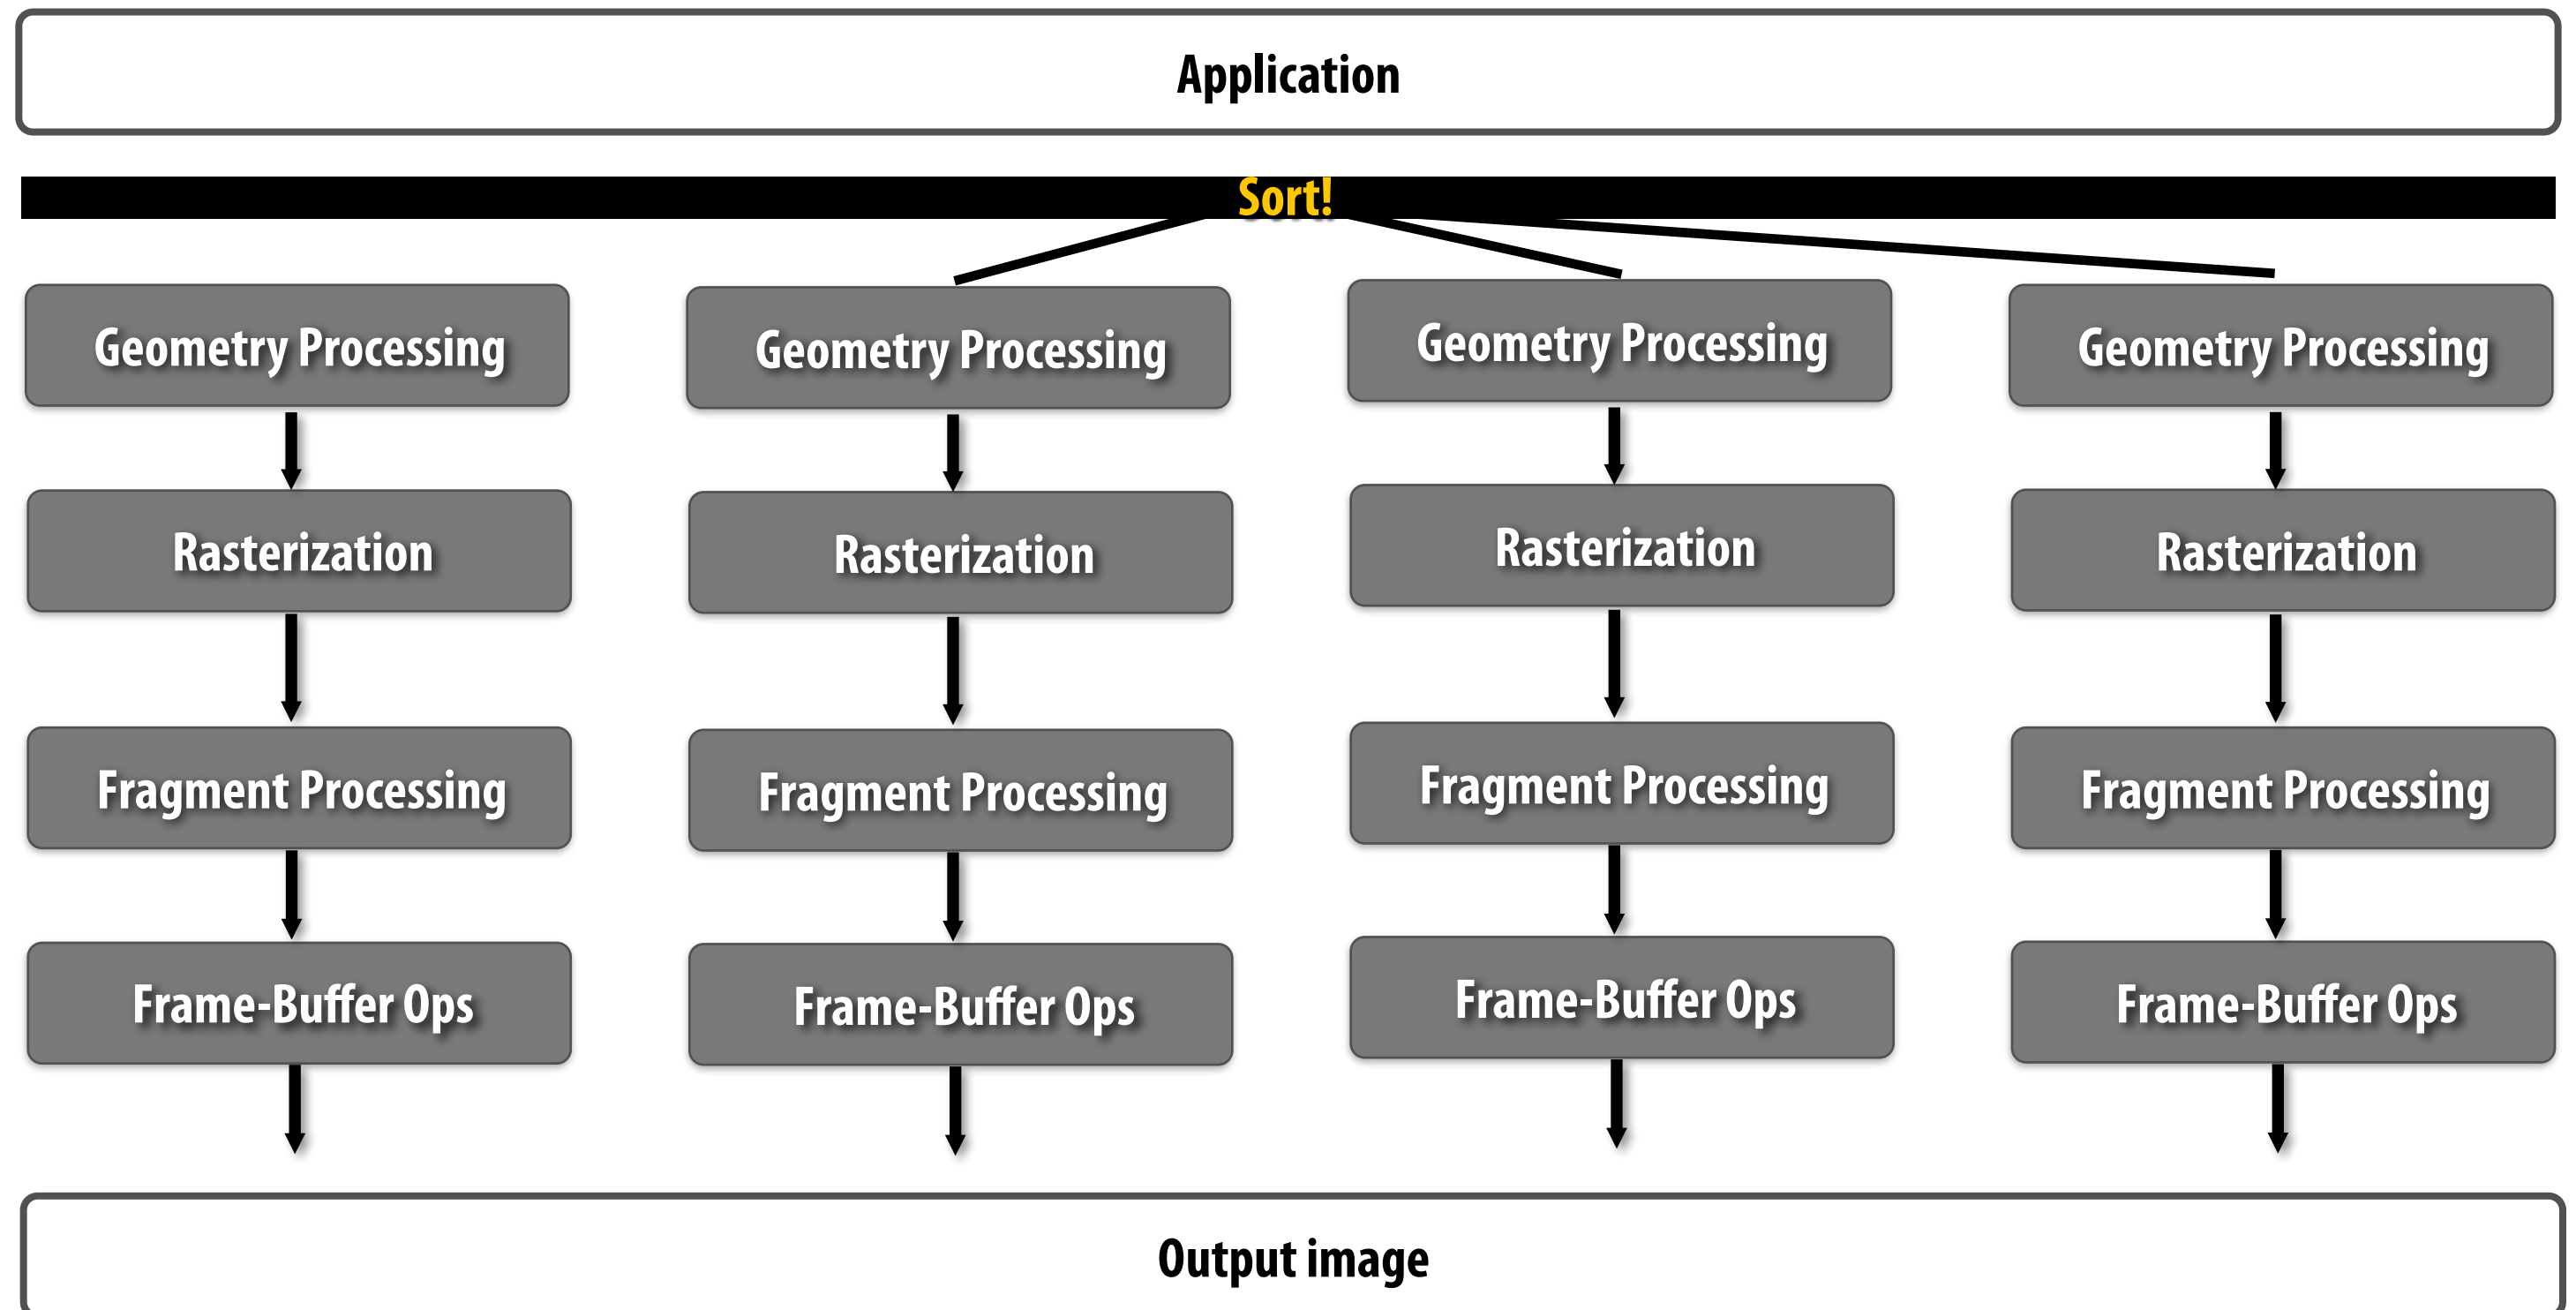 Application
Sort!
Geometry Processing
Geometry Processing
Geometry Processing
Geometry Processing
Rasterization
Rasterization
Rasterization
Rasterization
Fragment Processing
Fragment Processing
Fragment Processing
Fragment Processing
Frame-Buffer Ops
Frame-Buffer Ops
Frame-Buffer Ops
Frame-Buffer Ops
Output image